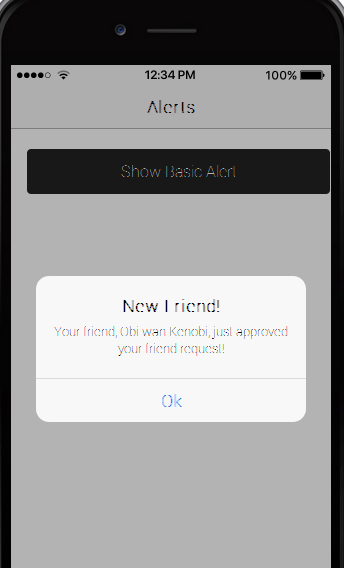 12:34 PM 100%
Alerts
Show Basic Alert
New Friend!
Your friend, Obi wan Kenobi, just approved
your friend request!
Ok